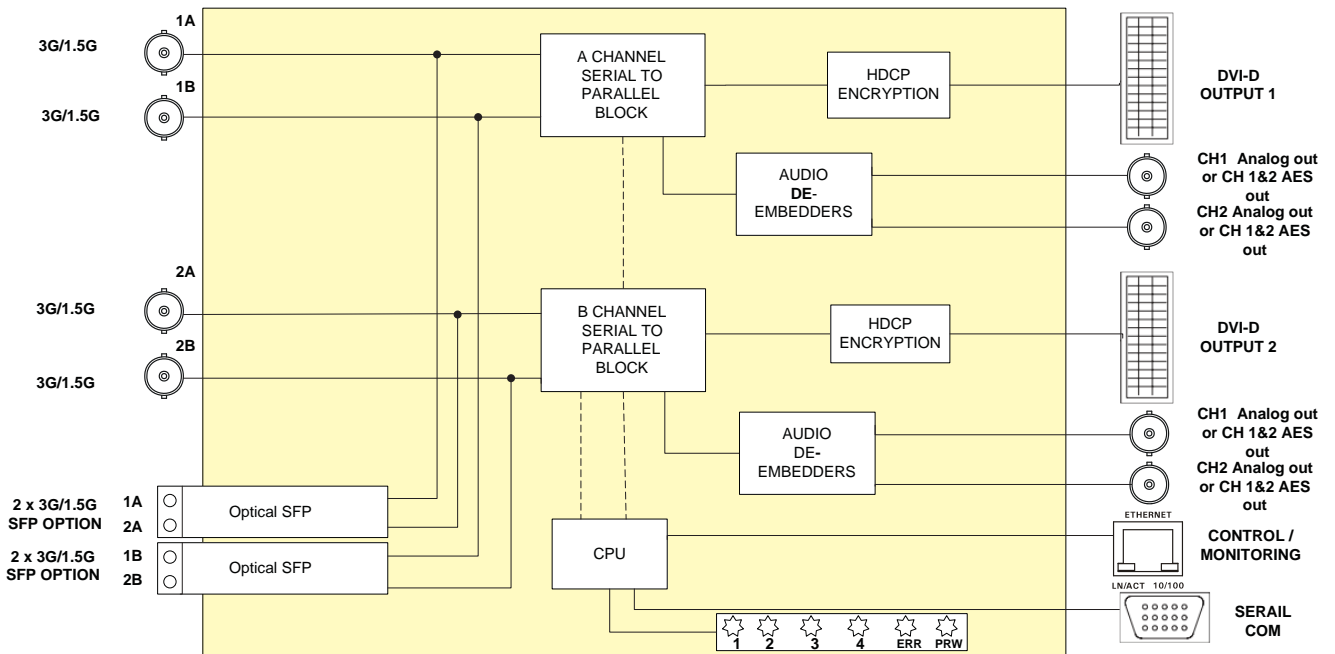 1A
3G/1.5G
1B
3G/1.5G
A CHANNEL
SERIAL TO
PARALLEL
BLOCK
HDCP
ENCRYPTION
DVI-D
OUTPUT 1
AUDIO
DE-
EMBEDDERS
CH1 Analog out
or CH 1&2 AES
out
CH2 Analog out
or CH 1&2 AES
out
2A
3G/1.5G
2B
3G/1.5G
B CHANNEL
SERIAL TO
PARALLEL
BLOCK
HDCP
ENCRYPTION
DVI-D
OUTPUT 2
AUDIO
DE-
EMBEDDERS
CH1 Analog out
or CH 1&2 AES
out
CH2 Analog out
or CH 1&2 AES
out
2 x 3G/1.5G
SFP OPTION
1A
2A
Optical SFP
2 x 3G/1.5G
SFP OPTION
1B
2B
Optical SFP
CPU
ETHERNET
CONTROL /
MONITORING
LN/ACT 10/100
SERAIL
COM
1 2 3 4 ERR PRW